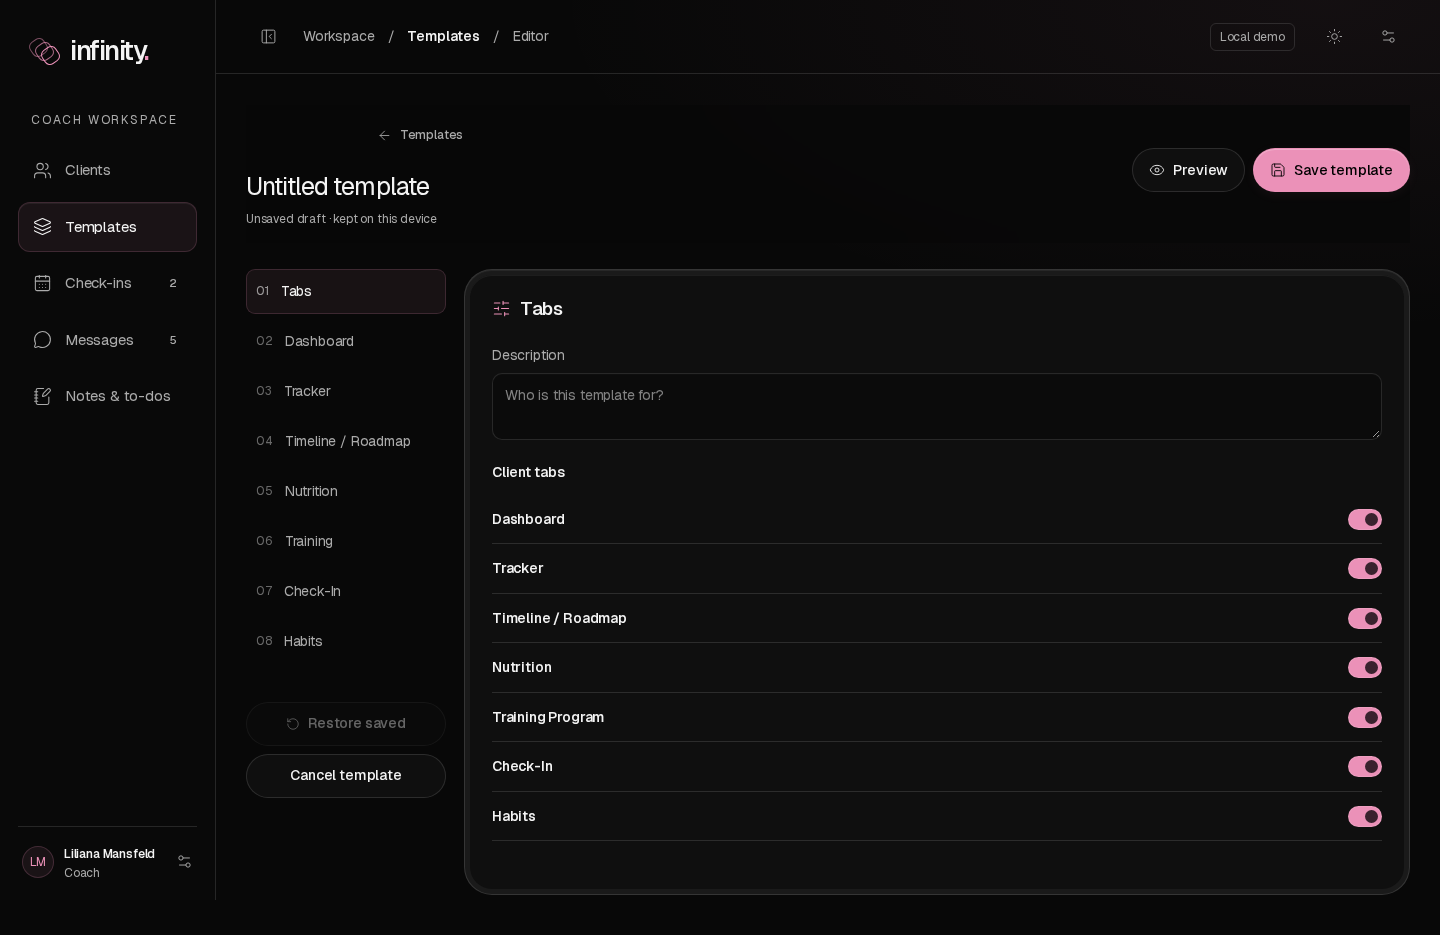 infinity.
Workspace / Templates / Editor
Local demo
COACH WORKSPACE
Clients
Templates
Check-ins 2
Messages 5
Notes & to-dos
Templates
Untitled template
Unsaved draft · kept on this device
Preview
Save template
01 Tabs
02 Dashboard
03 Tracker
04 Timeline / Roadmap
05 Nutrition
06 Training
07 Check-In
08 Habits
Restore saved
Cancel template
Tabs
Description
Who is this template for?
Client tabs
Dashboard
Tracker
Timeline / Roadmap
Nutrition
Training Program
Check-In
Habits
LM
Liliana Mansfeld
Coach